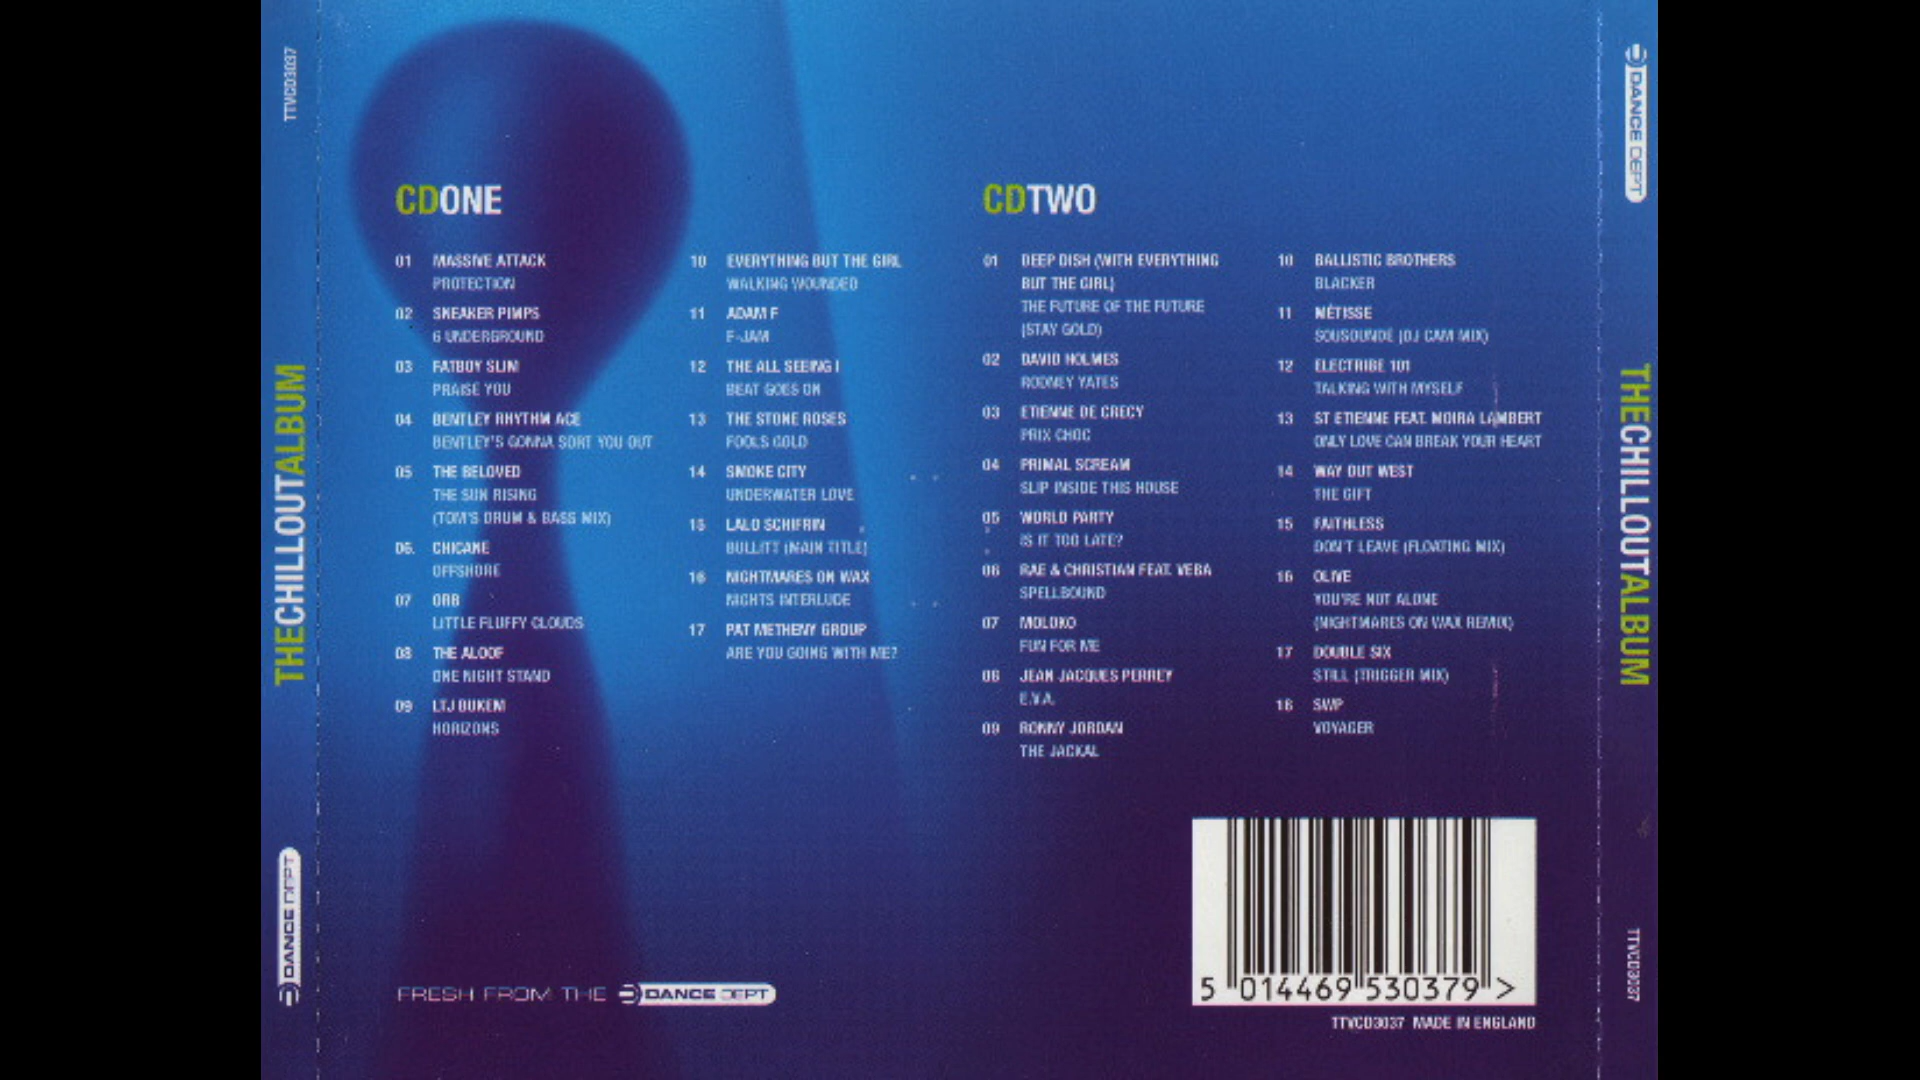 TTVCD3037
THECHILLOUTALBUM
DANCE DEPT
CDONE
01 MASSIVE ATTACK
PROTECTION
02 SNEAKER PIMPS
6 UNDERGROUND
03 FATBOY SLIM
PRAISE YOU
04 BENTLEY RHYTHM ACE
BENTLEY'S GONNA SORT YOU OUT
05 THE BELOVED
THE SUN RISING
(TOM'S DRUM & BASS MIX)
06. CHICANE
OFFSHORE
07 ORB
LITTLE FLUFFY CLOUDS
08 THE ALOOF
ONE NIGHT STAND
09 LTJ BUKEM
HORIZONS
10 EVERYTHING BUT THE GIRL
WALKING WOUNDED
11 ADAM F
F-JAM
12 THE ALL SEEING I
BEAT GOES ON
13 THE STONE ROSES
FOOLS GOLD
14 SMOKE CITY
UNDERWATER LOVE
15 LALO SCHIFRIN
BULLITT (MAIN TITLE)
16 NIGHTMARES ON WAX
NIGHTS INTERLUDE
17 PAT METHENY GROUP
ARE YOU GOING WITH ME?
CDTWO
01 DEEP DISH (WITH EVERYTHING
BUT THE GIRL)
THE FUTURE OF THE FUTURE
(STAY GOLD)
02 DAVID HOLMES
RODNEY YATES
03 ETIENNE DE CRECY
PRIX CHOC
04 PRIMAL SCREAM
SLIP INSIDE THIS HOUSE
05 WORLD PARTY
IS IT TOO LATE?
06 RAE & CHRISTIAN FEAT. VEBA
SPELLBOUND
07 MOLOKO
FUN FOR ME
08 JEAN JACQUES PERREY
E.V.A.
09 RONNY JORDAN
THE JACKAL
10 BALLISTIC BROTHERS
BLACKER
11 MÉTISSE
SOUSOUNDÉ (DJ CAM MIX)
12 ELECTRIBE 101
TALKING WITH MYSELF
13 ST ETIENNE FEAT. MOIRA LAMBERT
ONLY LOVE CAN BREAK YOUR HEART
14 WAY OUT WEST
THE GIFT
15 FAITHLESS
DON'T LEAVE (FLOATING MIX)
16 OLIVE
YOU'RE NOT ALONE
(NIGHTMARES ON WAX REMIX)
17 DOUBLE SIX
STILL (TRIGGER MIX)
18 SWP
VOYAGER
FRESH FROM THE DANCE DEPT
5 014469 530379 >
TTVCD3037 MADE IN ENGLAND
DANCE DEPT
THECHILLOUTALBUM
TTVCD3037